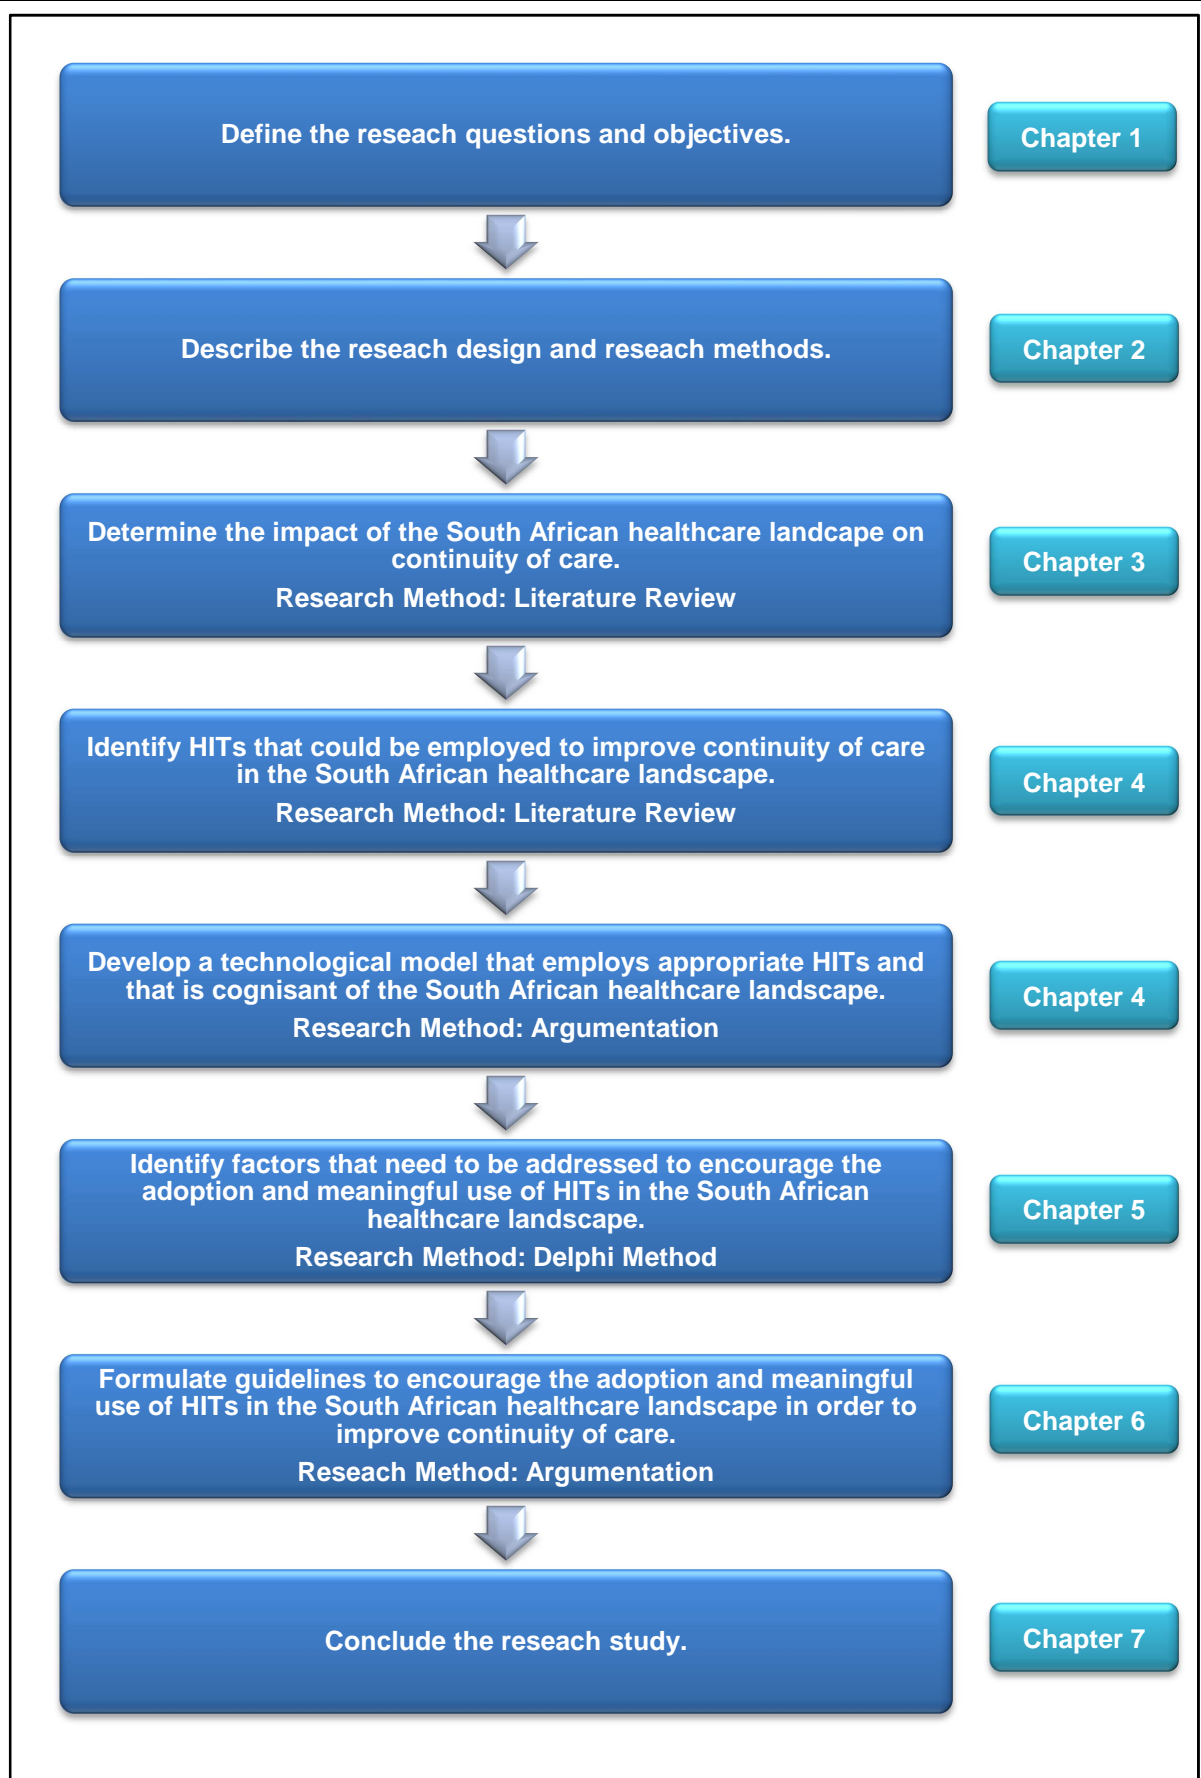 Define the reseach questions and objectives.
Chapter 1
Describe the reseach design and reseach methods.
Chapter 2
Determine the impact of the South African healthcare landcape on
continuity of care.
Research Method: Literature Review
Chapter 3
Identify HITs that could be employed to improve continuity of care
in the South African healthcare landscape.
Research Method: Literature Review
Chapter 4
Develop a technological model that employs appropriate HITs and
that is cognisant of the South African healthcare landscape.
Research Method: Argumentation
Chapter 4
Identify factors that need to be addressed to encourage the
adoption and meaningful use of HITs in the South African
healthcare landscape.
Research Method: Delphi Method
Chapter 5
Formulate guidelines to encourage the adoption and meaningful
use of HITs in the South African healthcare landscape in order to
improve continuity of care.
Reseach Method: Argumentation
Chapter 6
Conclude the reseach study.
Chapter 7